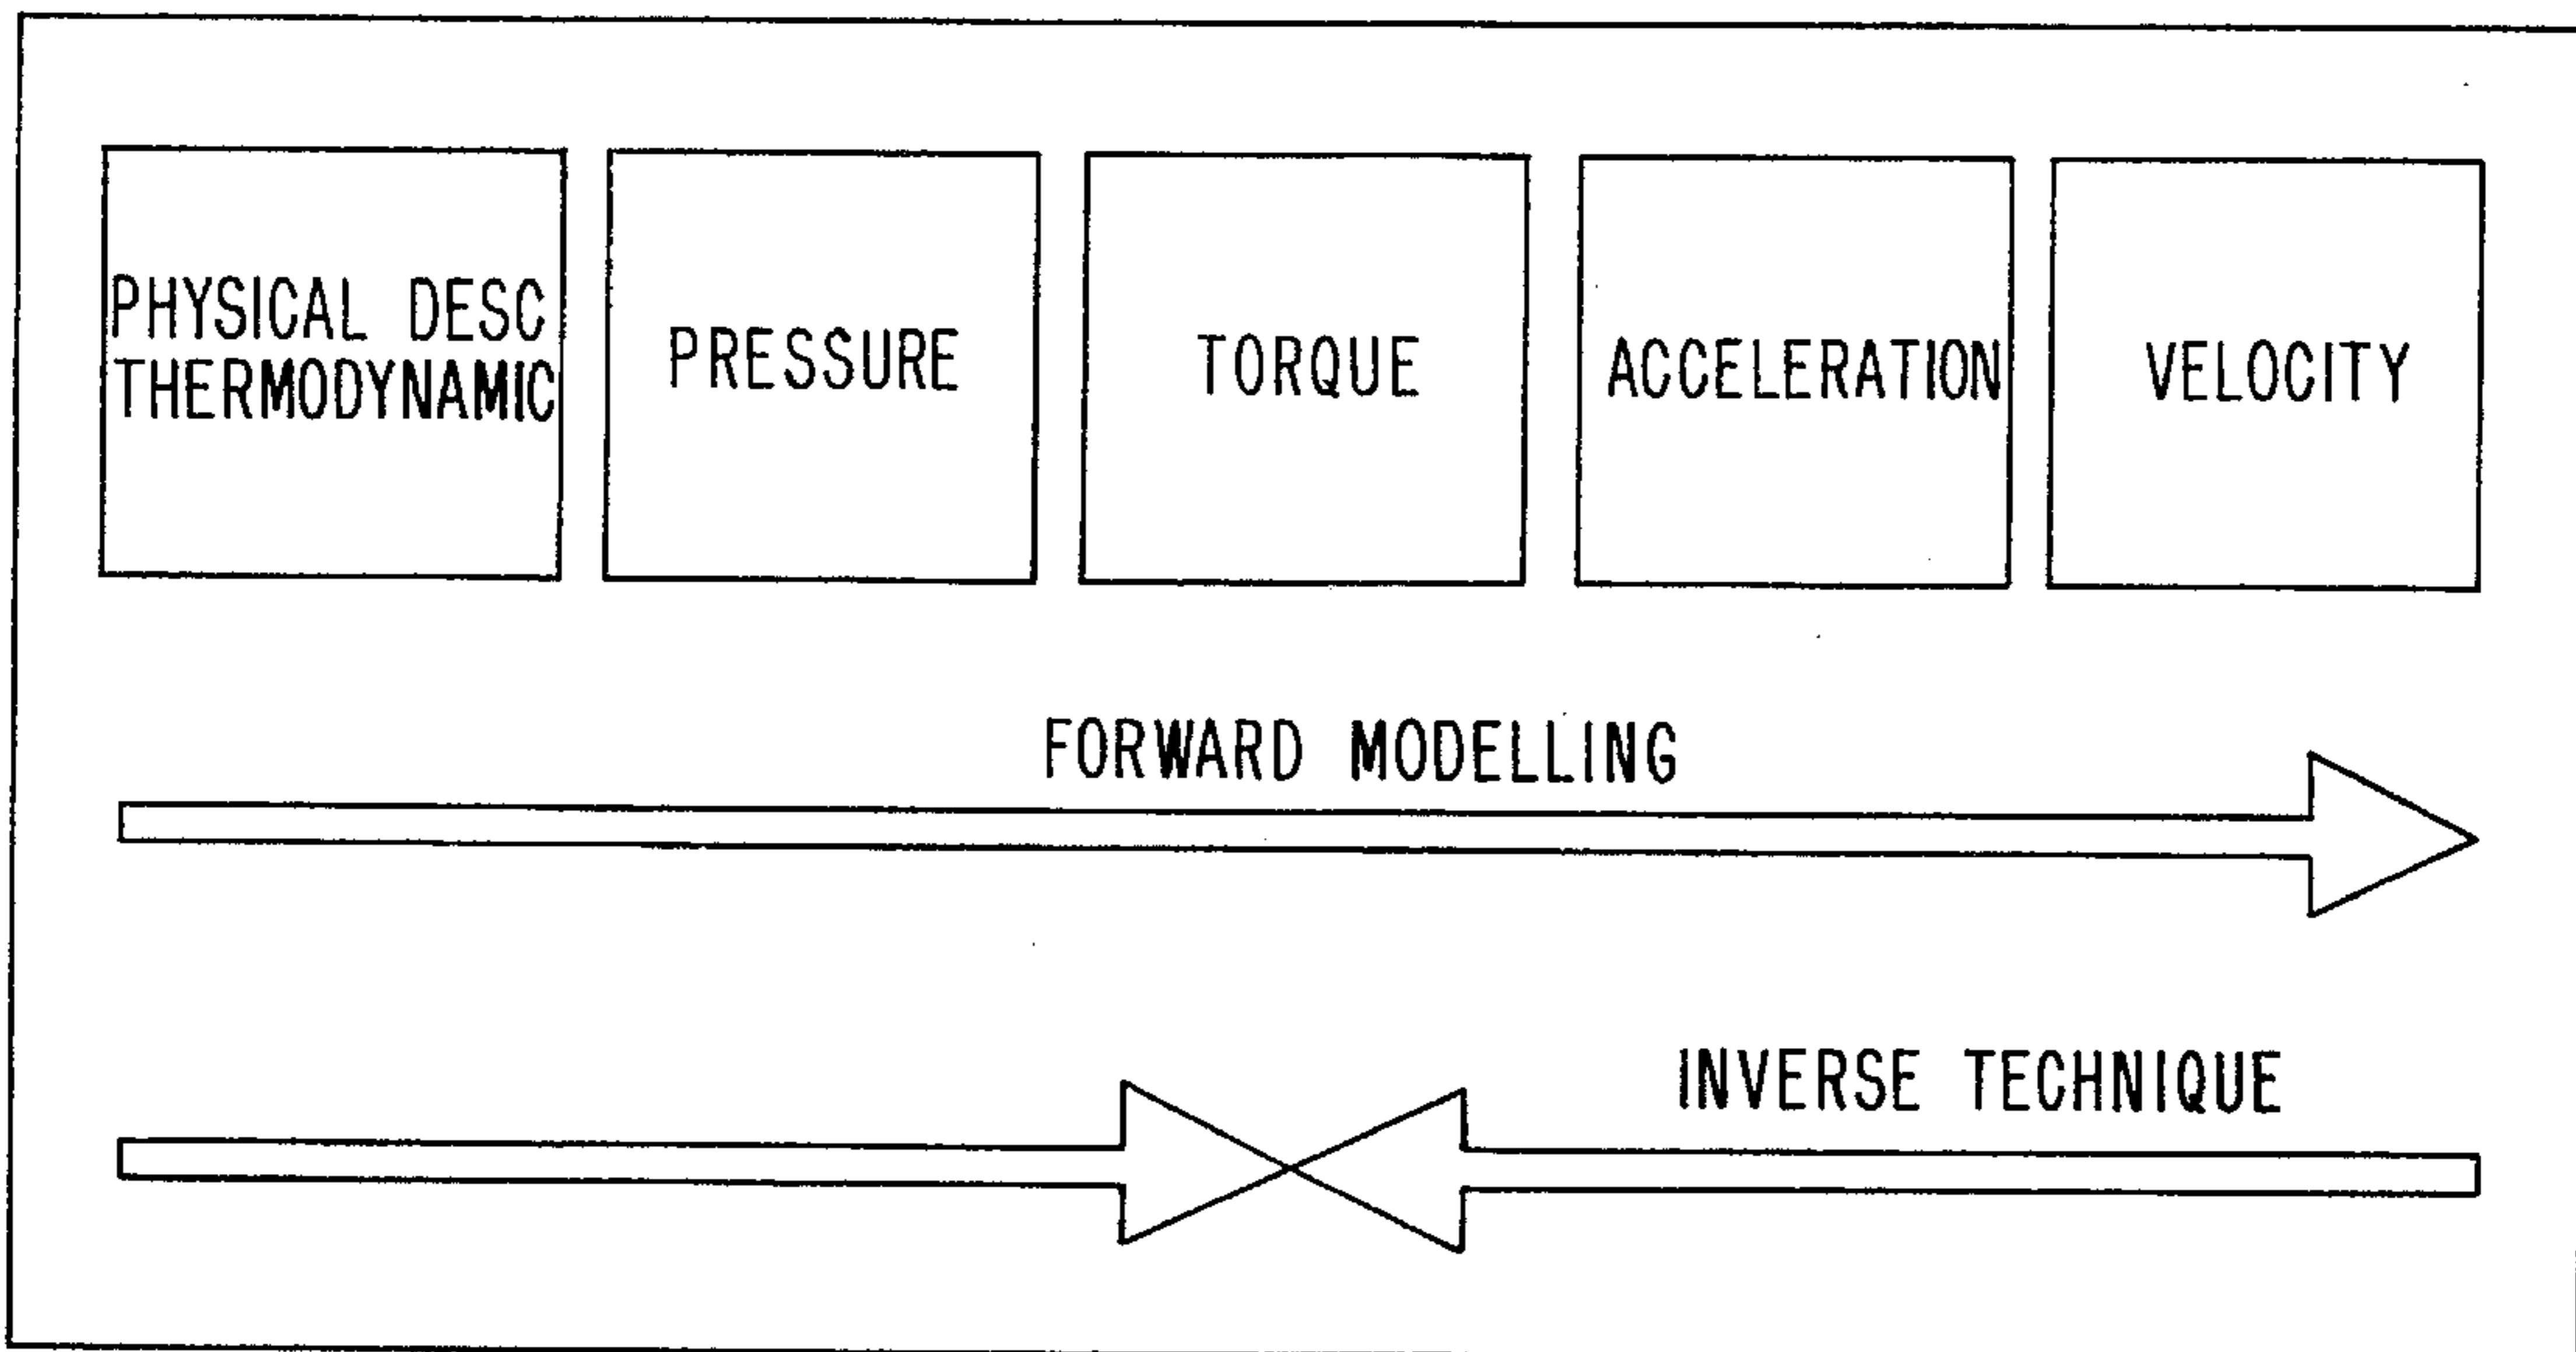 PHYSICAL DESC
THERMODYNAMIC
PRESSURE
TORQUE
ACCELERATION
VELOCITY
FORWARD MODELLING
INVERSE TECHNIQUE